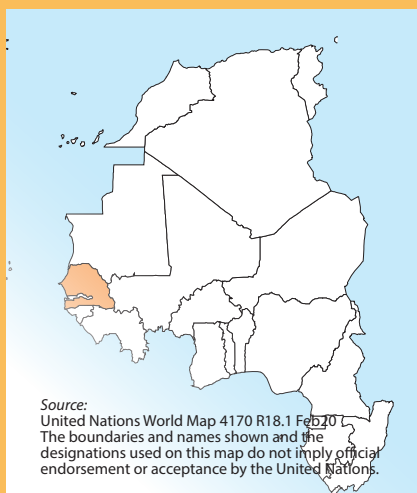 Source:
United Nations World Map 4170 R18.1 Feb20
The boundaries and names shown and the
designations used on this map do not imply official
endorsement or acceptance by the United Nations.